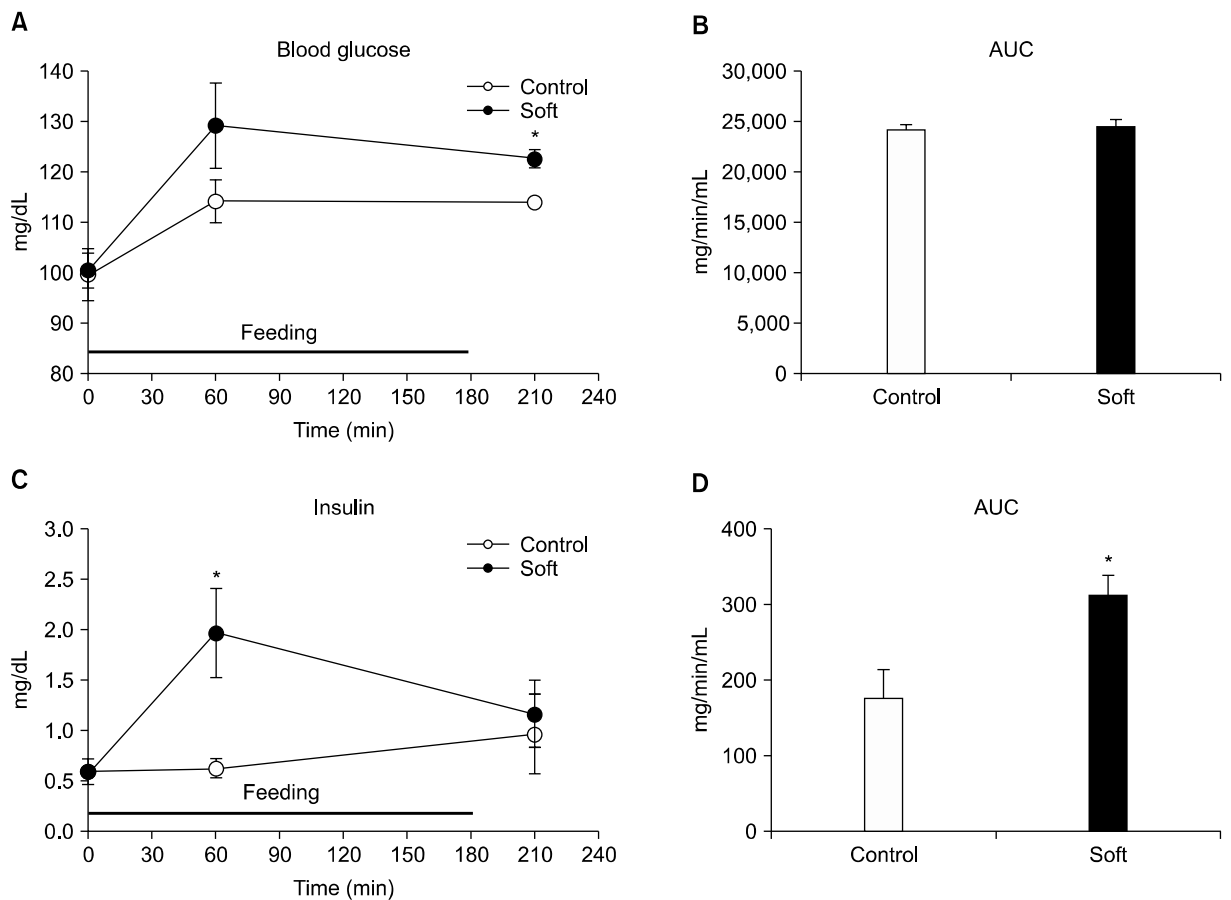 A
Blood glucose
140
130
120
110
100
90
80
mg/dL
Control
Soft
*
Feeding
0 30 60 90 120 150 180 210 240
Time (min)
B
AUC
30,000
25,000
20,000
15,000
10,000
5,000
0
mg/min/mL
Control Soft
C
Insulin
3.0
2.5
2.0
1.5
1.0
0.5
0.0
mg/dL
Control
Soft
*
Feeding
0 30 60 90 120 150 180 210 240
Time (min)
D
AUC
400
300
200
100
0
mg/min/mL
*
Control Soft